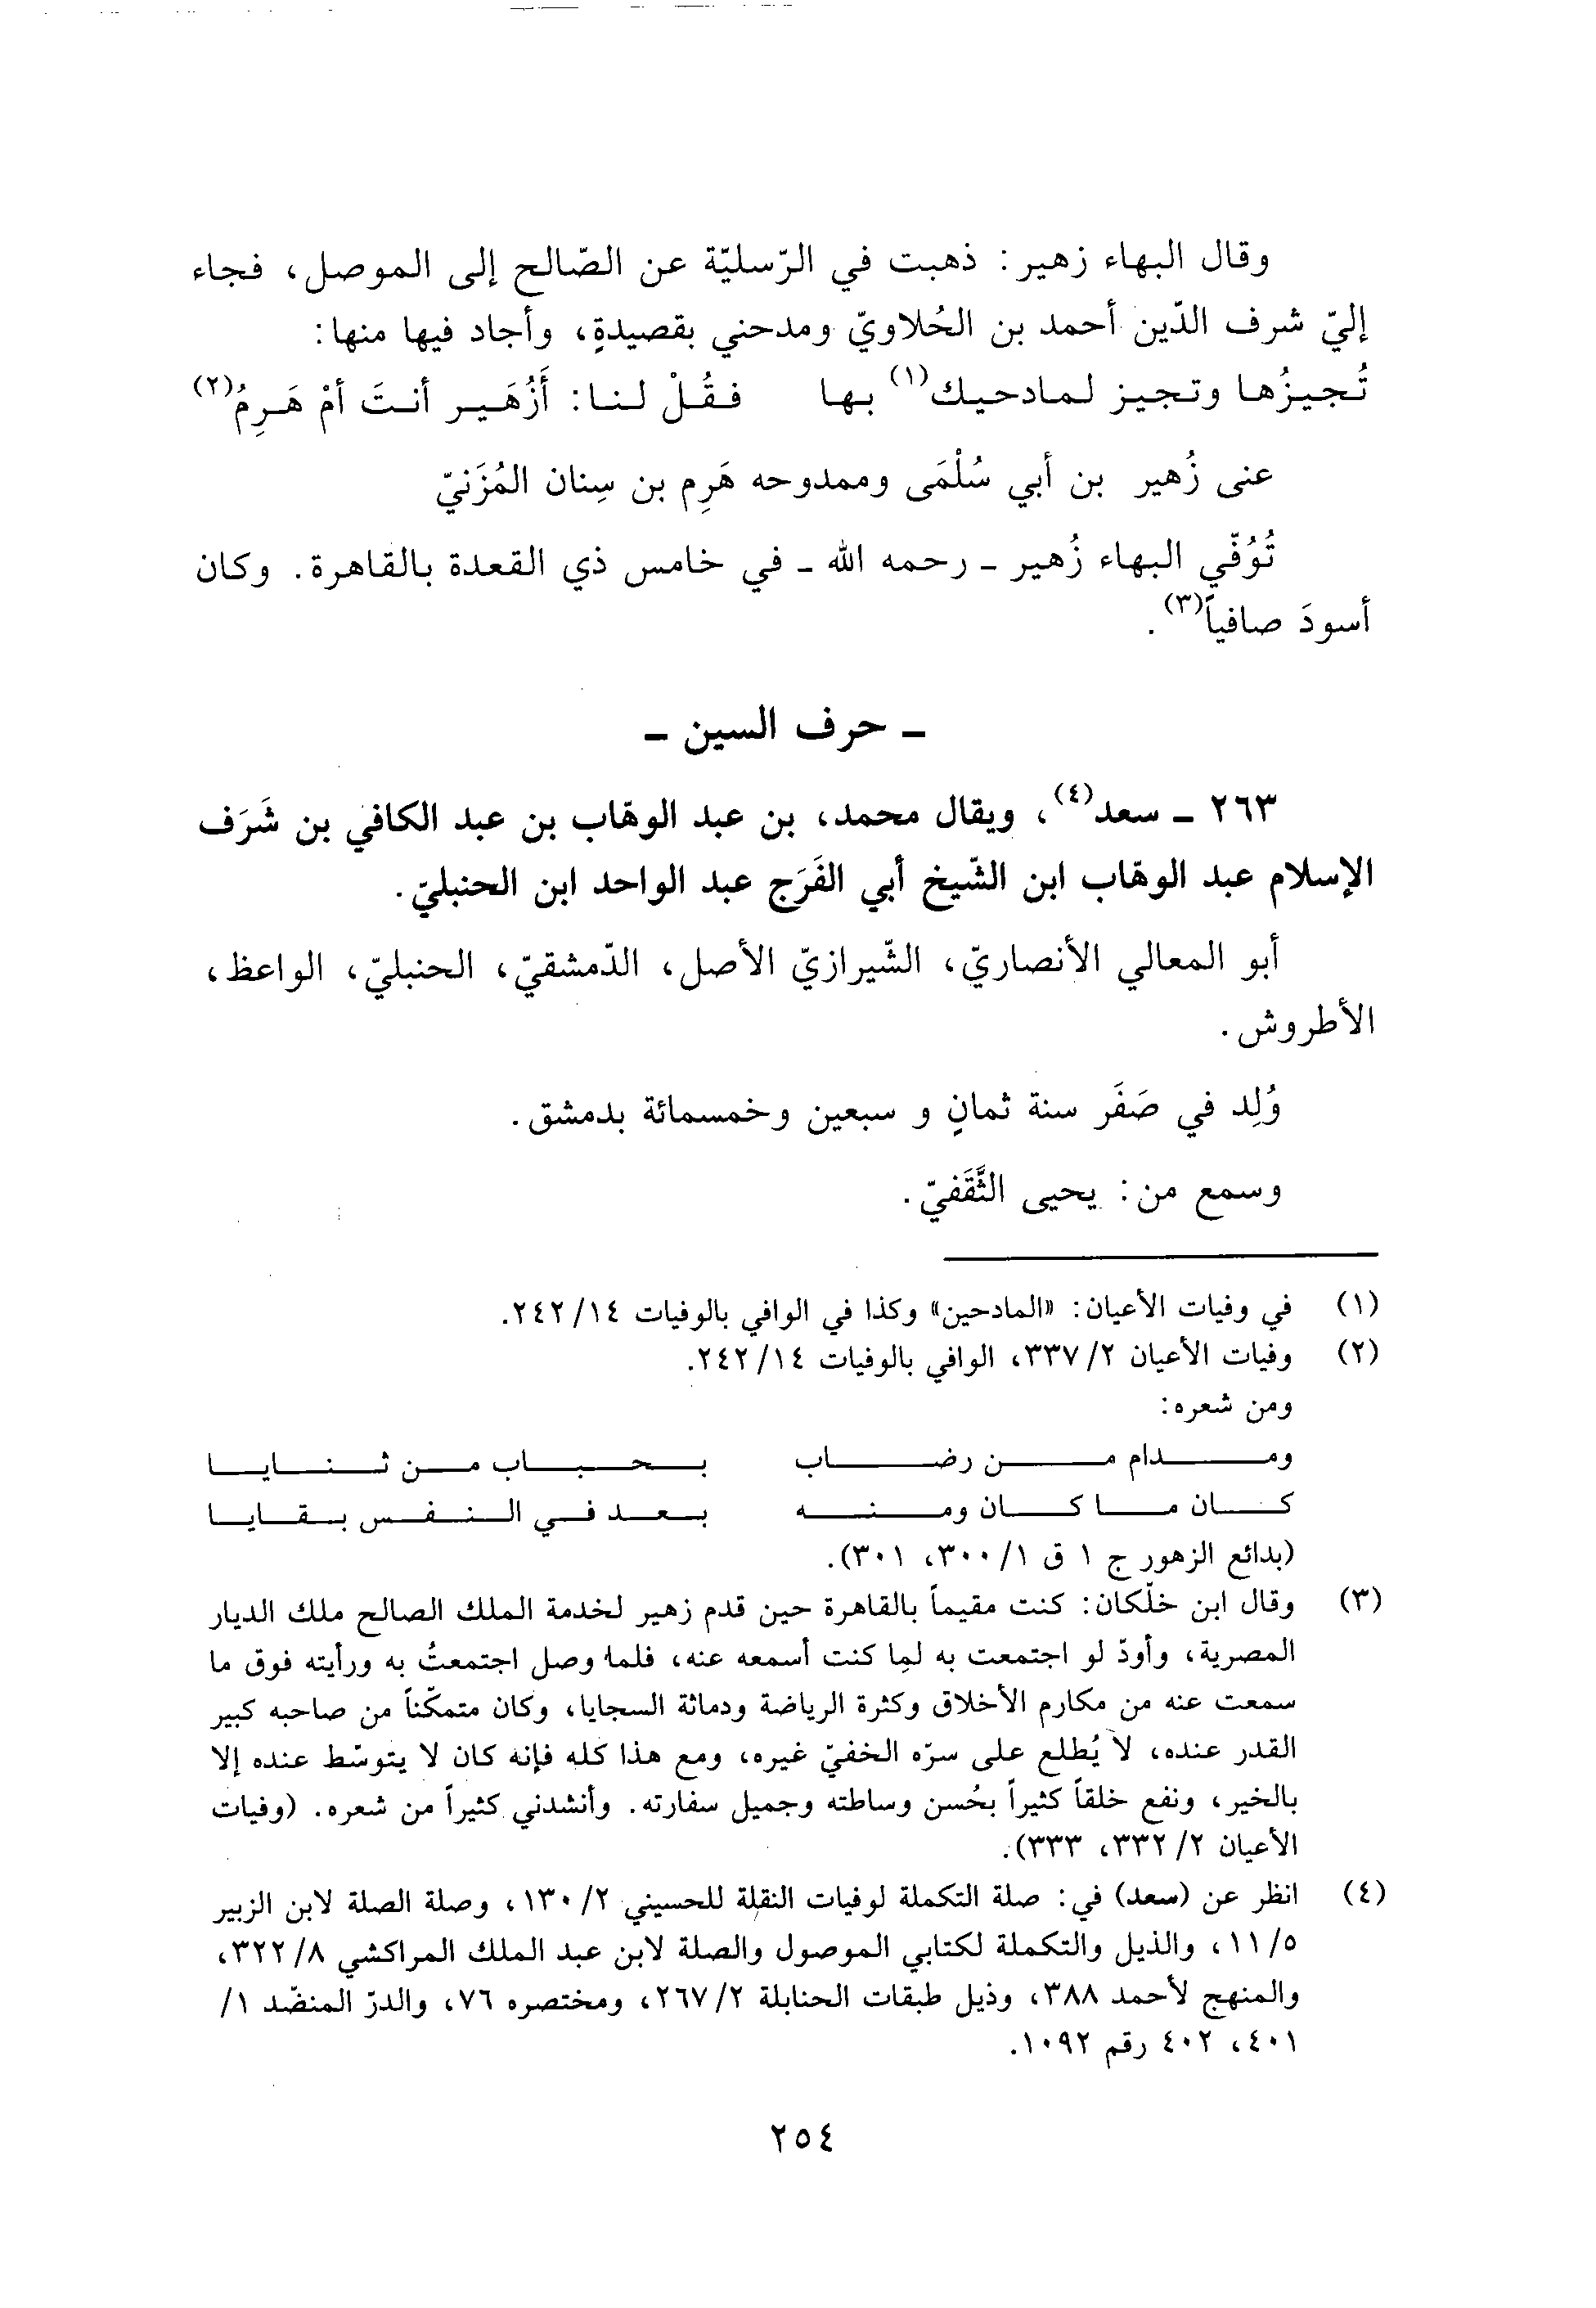 وقال البهاء زهير: ذهبت في الرّسليّة عن الصّالح إلى الموصل، فجاء
إليّ شرف الدّين أحمد بن الحُلاويّ ومدحني بقصيدةٍ، وأجاد فيها منها:
تُجيزُها وتجيز لمادحيك(١) بها فقُلْ لنا: أَزُهَير أنتَ أمْ هَرِمُ(٢)
عنى زُهير بن أبي سُلْمَى وممدوحه هَرِم بن سِنان المُزَنيّ
تُوُفّي البهاء زُهير - رحمه الله - في خامس ذي القعدة بالقاهرة. وكان
أسودَ صافياً(٣).
- حرف السين -
٢٦٣ - سعد(٤)، ويقال محمد، بن عبد الوهّاب بن عبد الكافي بن شَرَف
الإسلام عبد الوهّاب ابن الشّيخ أبي الفَرَج عبد الواحد ابن الحنبليّ.
أبو المعالي الأنصاريّ، الشّيرازيّ الأصل، الدّمشقيّ، الحنبليّ، الواعظ،
الأطروش.
وُلِد في صَفَر سنة ثمانٍ و سبعين وخمسمائة بدمشق.
وسمع من: يحيى الثَّقَفيّ.
(١) في وفيات الأعيان: «المادحين» وكذا في الوافي بالوفيات ١٤/ ٢٤٢.
(٢) وفيات الأعيان ٢/ ٣٣٧، الوافي بالوفيات ١٤/ ٢٤٢.
ومن شعره:
ومدام من رضاب بحباب من ثنايا
كان ما كان ومنه بعد في النفس بقايا
(بدائع الزهور ج ١ ق ١/ ٣٠٠، ٣٠١).
(٣) وقال ابن خلّكان: كنت مقيماً بالقاهرة حين قدم زهير لخدمة الملك الصالح ملك الديار
المصرية، وأودّ لو اجتمعت به لمِا كنت أسمعه عنه، فلما وصل اجتمعتُ به ورأيته فوق ما
سمعت عنه من مكارم الأخلاق وكثرة الرياضة ودماثة السجايا، وكان متمكّناً من صاحبه كبير
القدر عنده، لا يُطلع على سرّه الخفيّ غيره، ومع هذا كله فإنه كان لا يتوسّط عنده إلا
بالخير، ونفع خلقاً كثيراً بحُسن وساطته وجميل سفارته. وأنشدني كثيراً من شعره. (وفيات
الأعيان ٢/ ٣٣٢، ٣٣٣).
(٤) انظر عن (سعد) في: صلة التكملة لوفيات النقلة للحسيني ٢/ ١٣٠، وصلة الصلة لابن الزبير
٥/ ١١، والذيل والتكملة لكتابي الموصول والصلة لابن عبد الملك المراكشي ٨/ ٣٢٢،
والمنهج لأحمد ٣٨٨، وذيل طبقات الحنابلة ٢/ ٢٦٧، ومختصره ٧٦، والدرّ المنضّد ١/
٤٠١، ٤٠٢ رقم ١٠٩٢.
٢٥٤